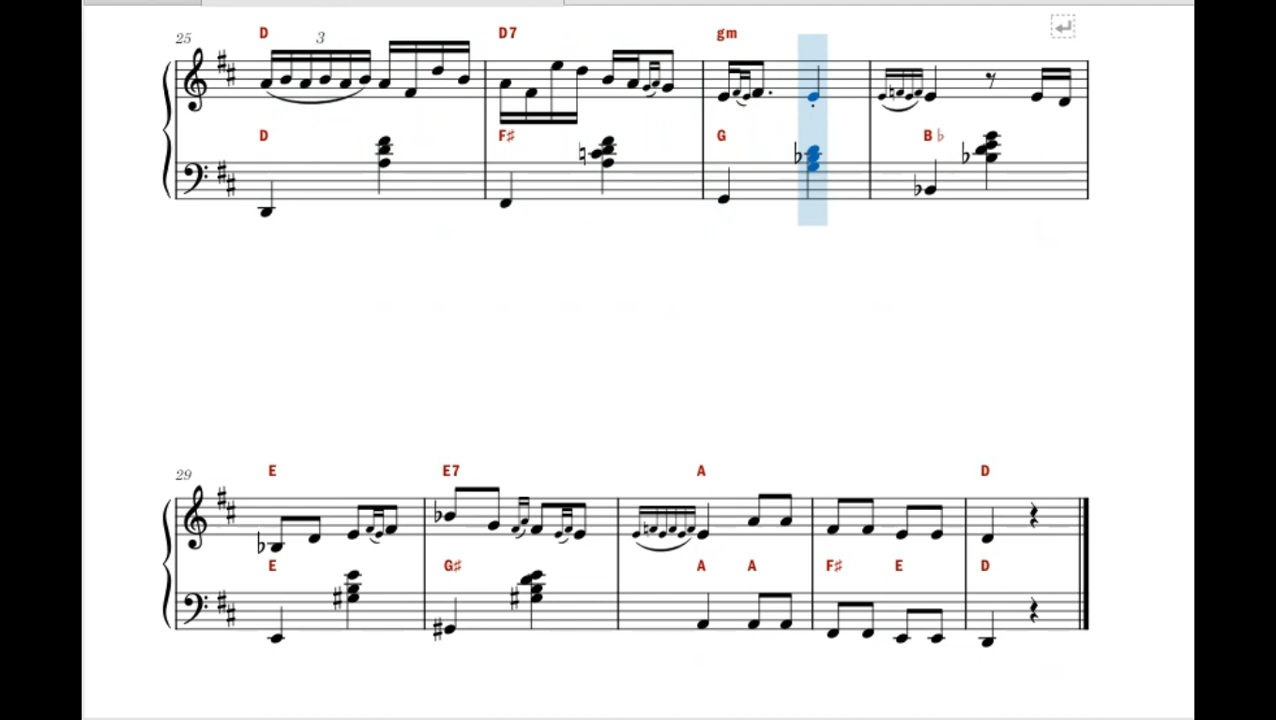 25 D 3 D7 gm
D F♯ G B♭
29 E E7 A D
E G♯ A A F♯ E D